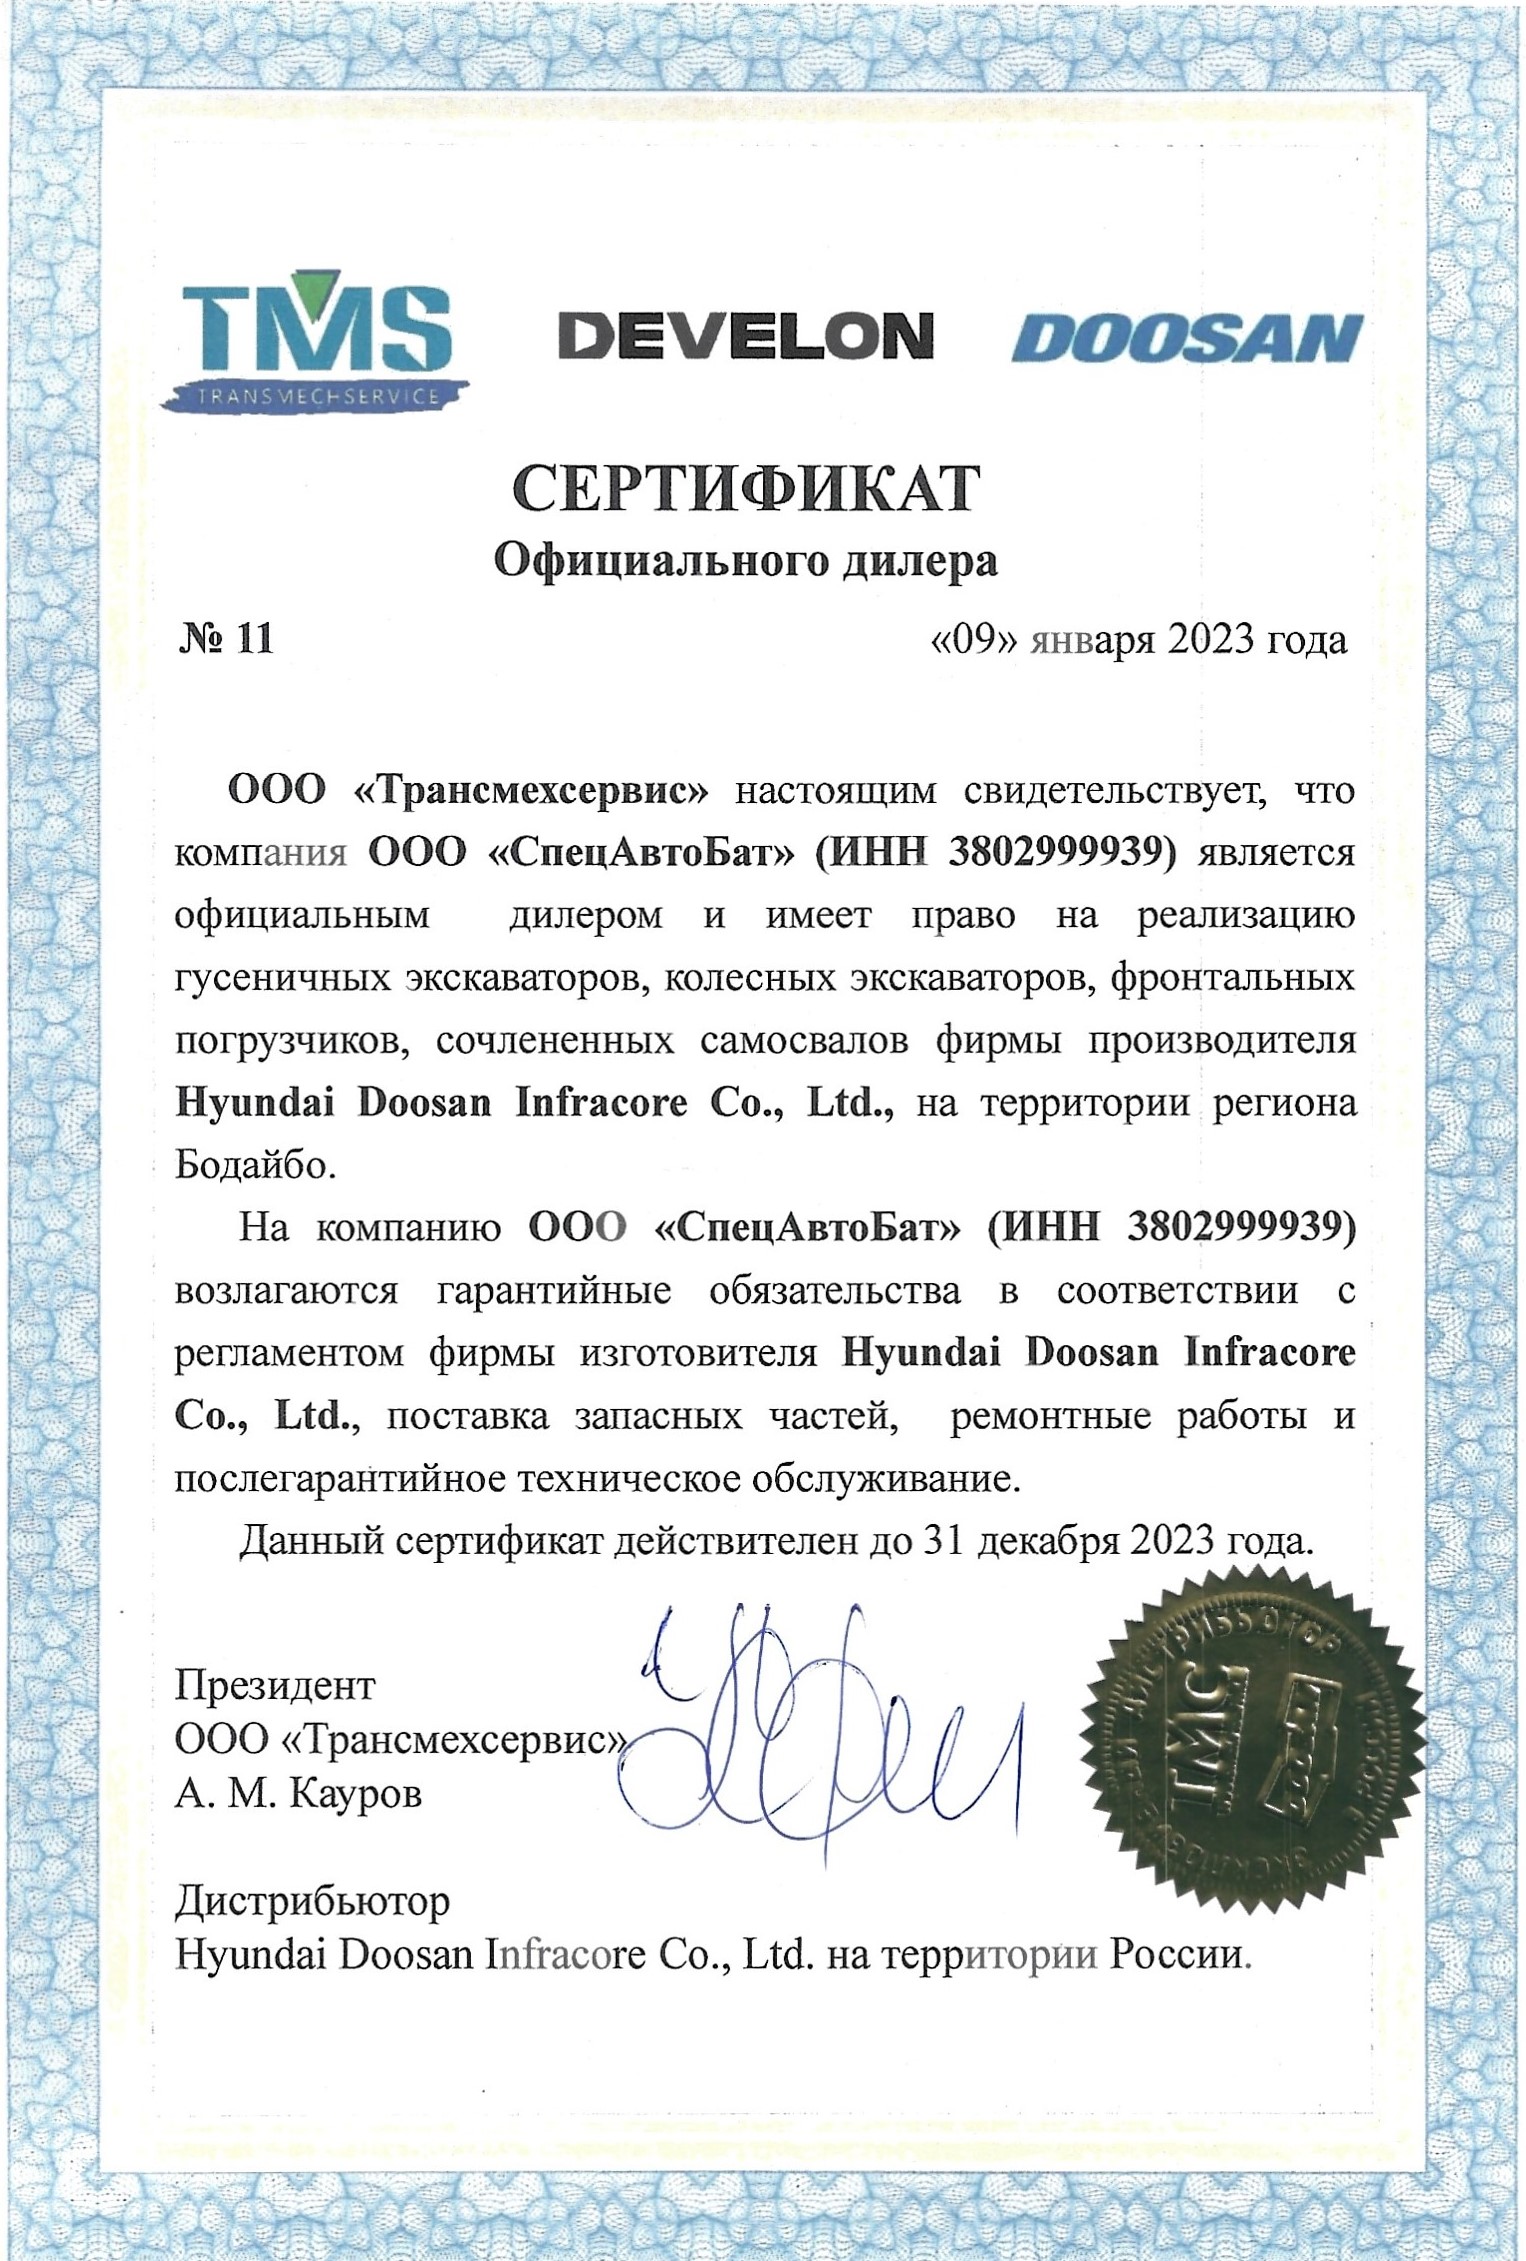 TMS
TRANSMECHSERVICE
DEVELON
DOOSAN
СЕРТИФИКАТ
Официального дилера
№ 11
«09» января 2023 года
ООО «Трансмехсервис» настоящим свидетельствует, что
компания ООО «СпецАвтоБат» (ИНН 3802999939) является
официальным дилером и имеет право на реализацию
гусеничных экскаваторов, колесных экскаваторов, фронтальных
погрузчиков, сочлененных самосвалов фирмы производителя
Hyundai Doosan Infracore Co., Ltd., на территории региона
Бодайбо.
На компанию ООО «СпецАвтоБат» (ИНН 3802999939)
возлагаются гарантийные обязательства в соответствии с
регламентом фирмы изготовителя Hyundai Doosan Infracore
Co., Ltd., поставка запасных частей, ремонтные работы и
послегарантийное техническое обслуживание.
Данный сертификат действителен до 31 декабря 2023 года.
Президент
ООО «Трансмехсервис»
А. М. Кауров
ДИСТРИБЬЮТОР
ТМС
Дистрибьютор
Hyundai Doosan Infracore Co., Ltd. на территории России.